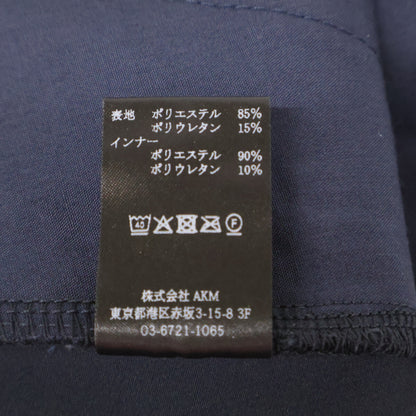 表地 ポリエステル 85%
ポリウレタン 15%
インナー
ポリエステル 90%
ポリウレタン 10%
40 F
株式会社 AKM
東京都港区赤坂3-15-8 3F
03-6721-1065